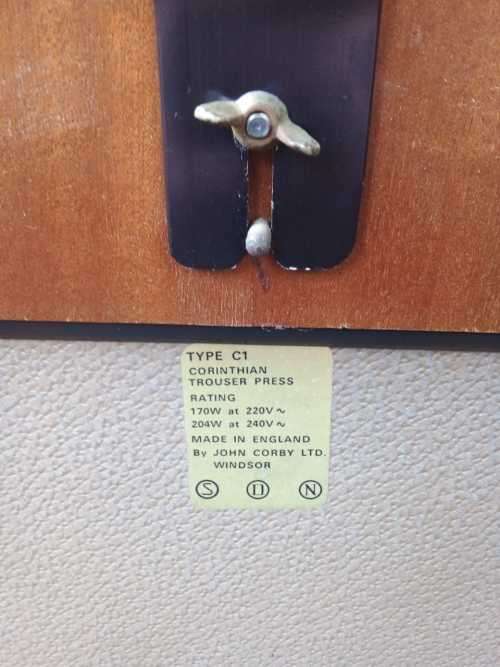 TYPE C1
CORINTHIAN
TROUSER PRESS
RATING
170W at 220V ~
204W at 240V ~
MADE IN ENGLAND
By JOHN CORBY LTD.
WINDSOR
S D N